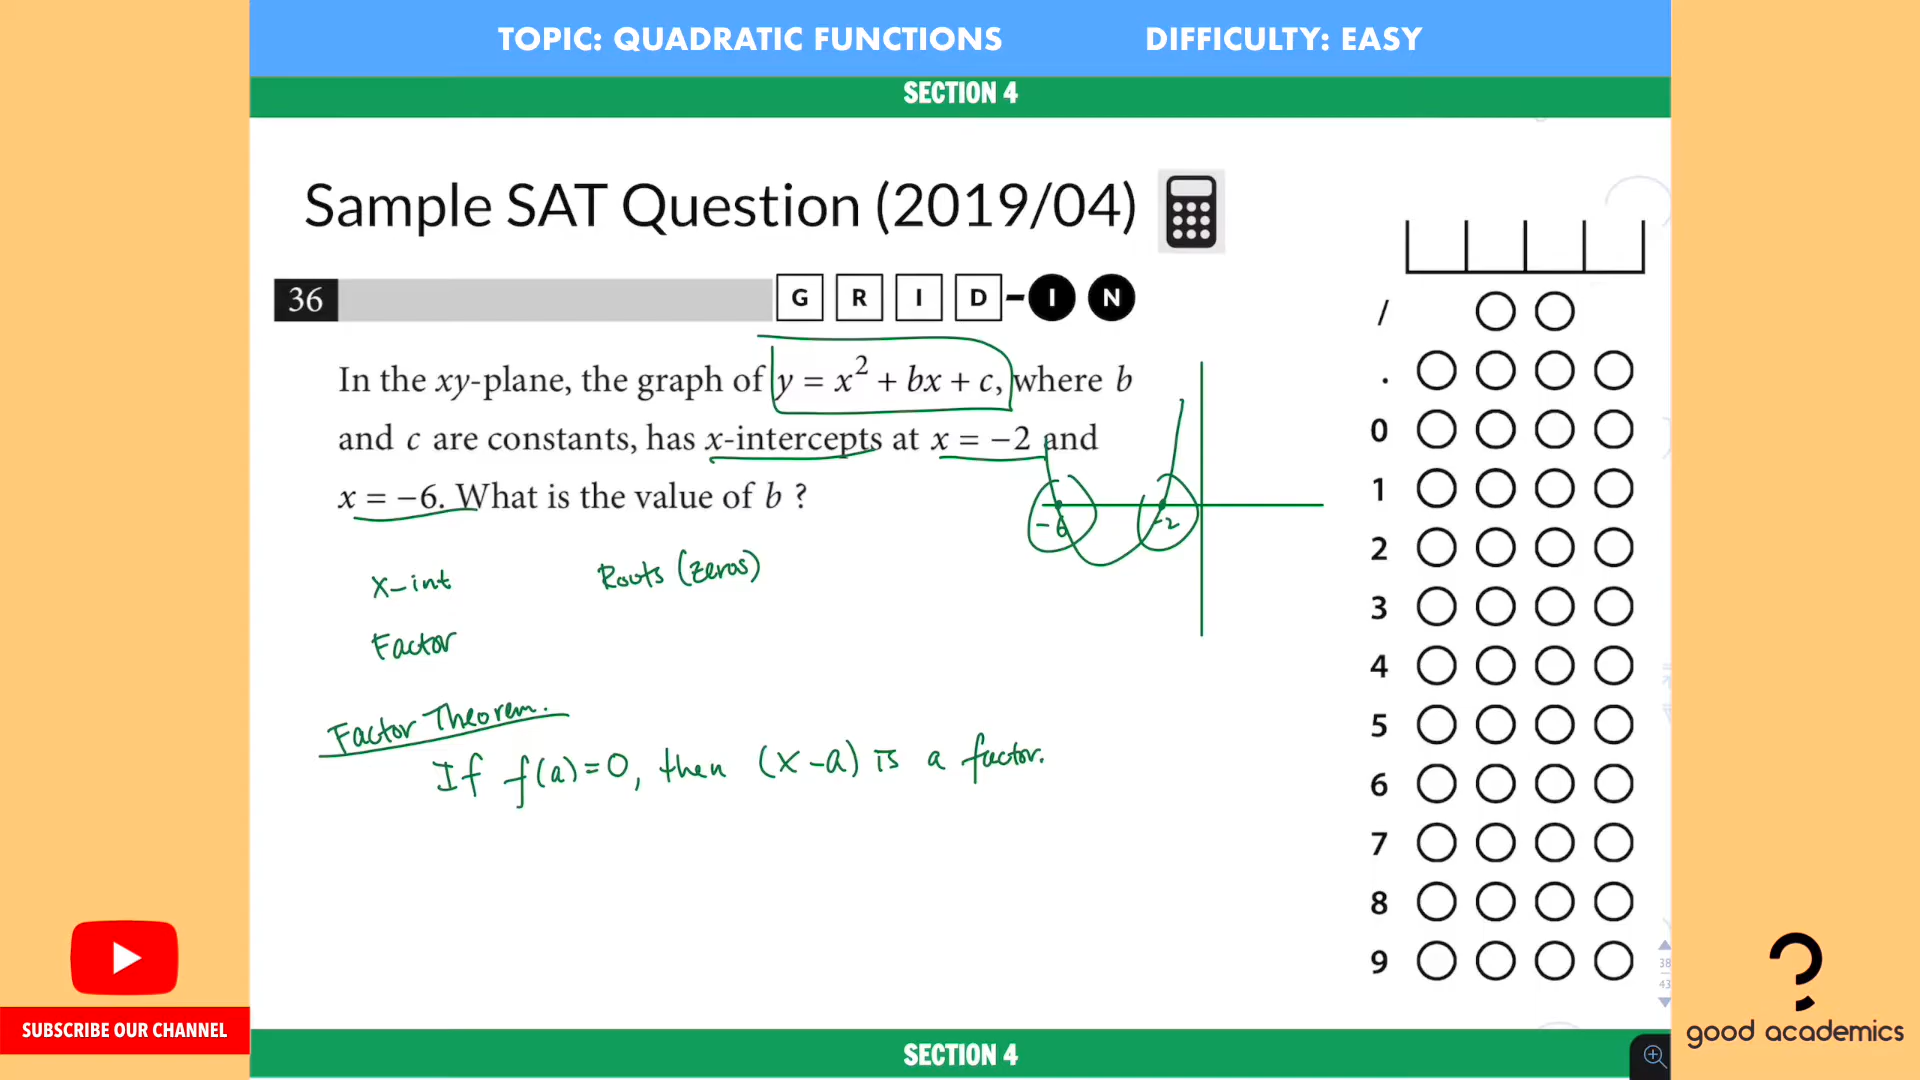 TOPIC: QUADRATIC FUNCTIONS DIFFICULTY: EASY
SECTION 4
Sample SAT Question (2019/04)
36 G R I D - I N
In the xy-plane, the graph of y = x² + bx + c, where b
and c are constants, has x-intercepts at x = −2 and
x = −6. What is the value of b ?
-6 -2
x-int Roots (zeros)
Factor
Factor Theorem.
If f(a)=0, then (x-a) is a factor.
/
.
0
1
2
3
4
5
6
7
8
9
38
43
SUBSCRIBE OUR CHANNEL
good academics
SECTION 4